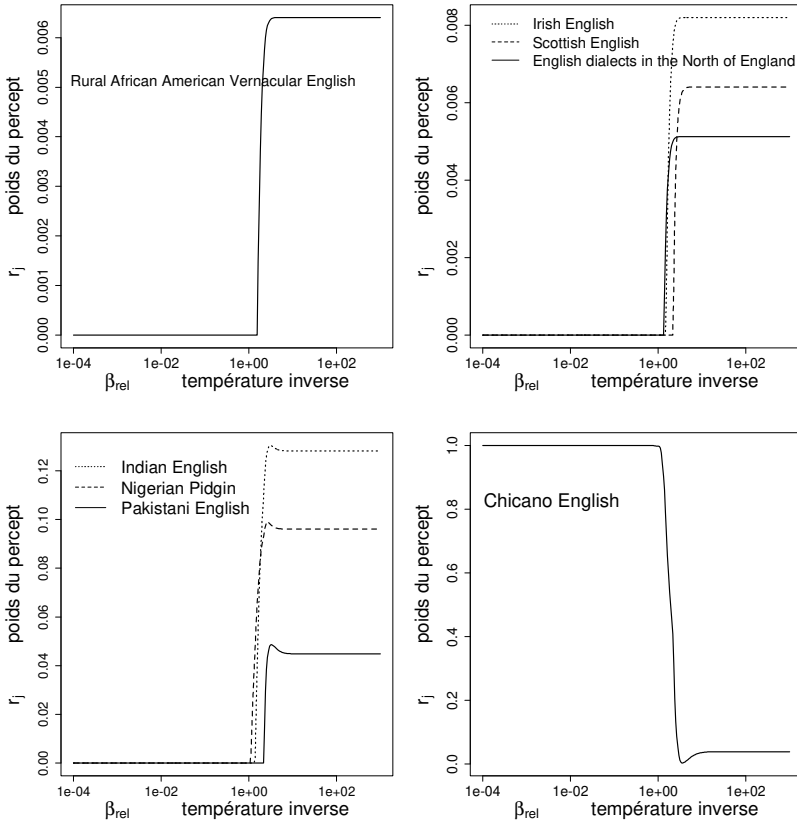 Rural African American Vernacular English
r_j poids du percept
0.000 0.001 0.002 0.003 0.004 0.005 0.006
1e-04 1e-02 1e+00 1e+02
β_rel température inverse
Irish English
Scottish English
English dialects in the North of England
r_j poids du percept
0.000 0.002 0.004 0.006 0.008
1e-04 1e-02 1e+00 1e+02
β_rel température inverse
Indian English
Nigerian Pidgin
Pakistani English
r_j poids du percept
0.00 0.02 0.04 0.06 0.08 0.10 0.12
1e-04 1e-02 1e+00 1e+02
β_rel température inverse
Chicano English
r_j poids du percept
0.0 0.2 0.4 0.6 0.8 1.0
1e-04 1e-02 1e+00 1e+02
β_rel température inverse